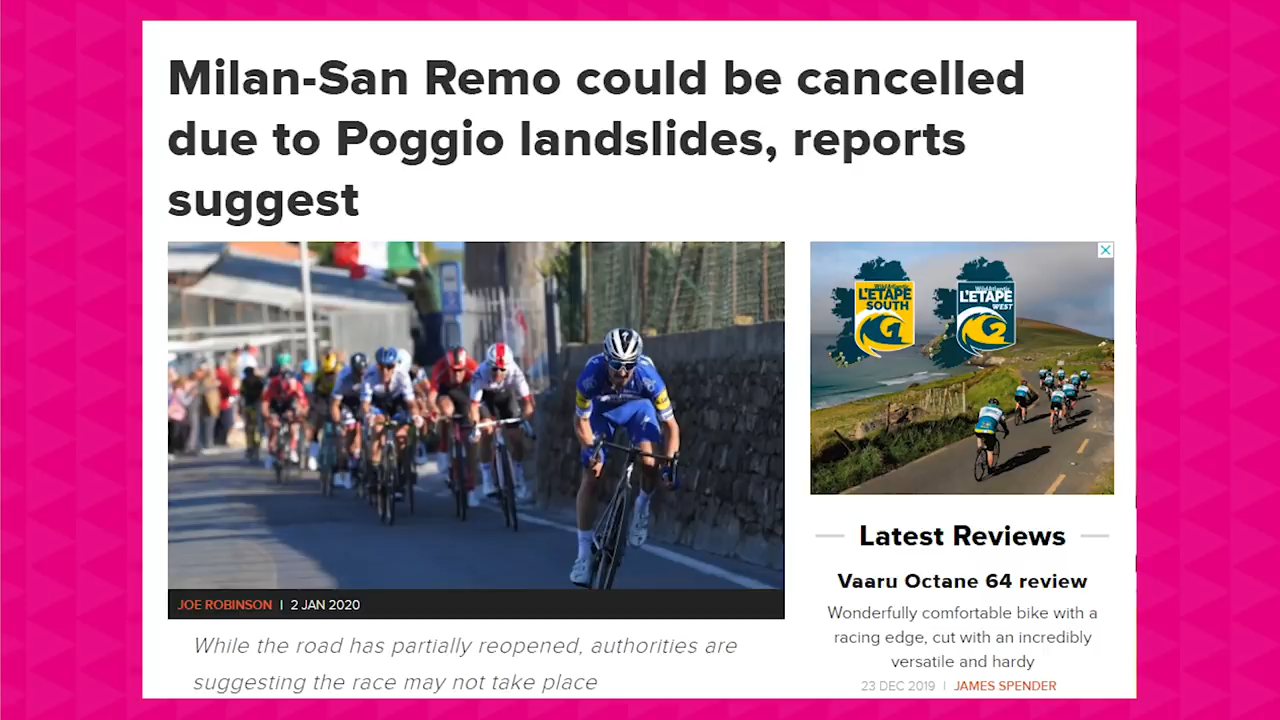 Milan-San Remo could be cancelled
due to Poggio landslides, reports
suggest
L'ETAPE
SOUTH
L'ETAPE
WEST
JOE ROBINSON | 2 JAN 2020
While the road has partially reopened, authorities are
suggesting the race may not take place
Latest Reviews
Vaaru Octane 64 review
Wonderfully comfortable bike with a
racing edge, cut with an incredibly
versatile and hardy
23 DEC 2019 | JAMES SPENDER